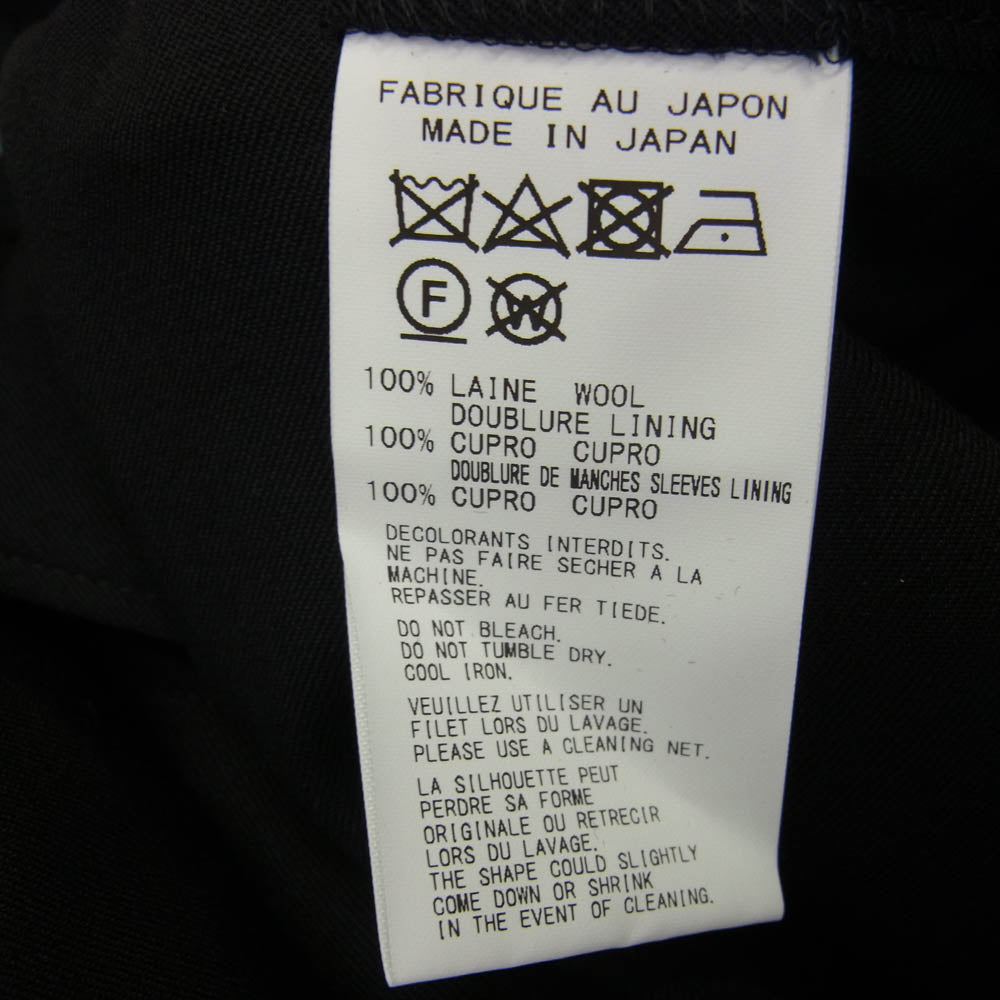 FABRIQUE AU JAPON
MADE IN JAPAN
F W
100% LAINE WOOL
DOUBLURE LINING
100% CUPRO CUPRO
DOUBLURE DE MANCHES SLEEVES LINING
100% CUPRO CUPRO
DECOLORANTS INTERDITS.
NE PAS FAIRE SECHER A LA
MACHINE.
REPASSER AU FER TIEDE.
DO NOT BLEACH.
DO NOT TUMBLE DRY.
COOL IRON.
VEUILLEZ UTILISER UN
FILET LORS DU LAVAGE.
PLEASE USE A CLEANING NET.
LA SILHOUETTE PEUT
PERDRE SA FORME
ORIGINALE OU RETRECIR
LORS DU LAVAGE.
THE SHAPE COULD SLIGHTLY
COME DOWN OR SHRINK
IN THE EVENT OF CLEANING.